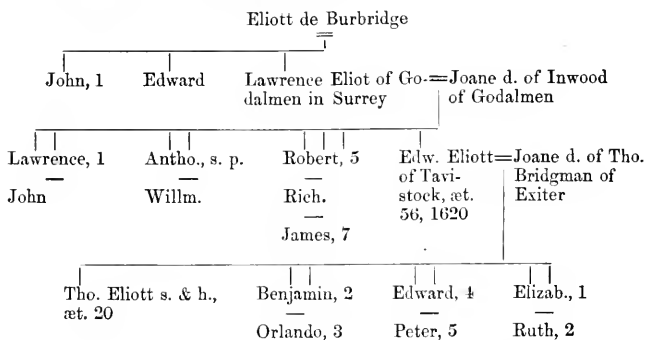 Eliott de Burbridge
John, 1 Edward Lawrence Eliot of Go-=Joane d. of Inwood
dalmen in Surrey of Godalmen
Lawrence, 1 Antho., s. p. Robert, 5 Edw. Eliott=Joane d. of Tho.
of Tavi- Bridgman of
John Willm. Rich. stock, æt. Exiter
56, 1620
James, 7
Tho. Eliott s. & h., Benjamin, 2 Edward, 4 Elizab., 1
æt. 20
Orlando, 3 Peter, 5 Ruth, 2